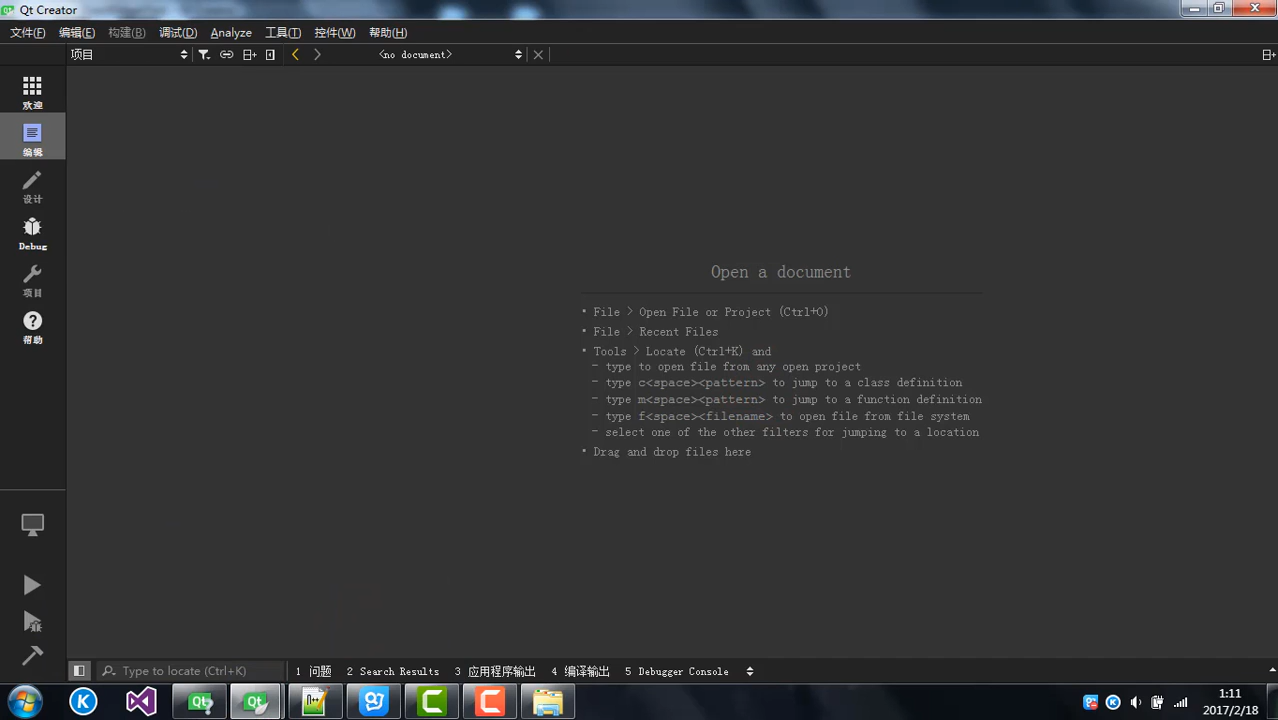 Qt Creator
文件(F) 编辑(E) 构建(B) 调试(D) Analyze 工具(T) 控件(W) 帮助(H)
项目 <no document>
欢迎
编辑
设计
Debug
项目
帮助
Open a document
• File > Open File or Project (Ctrl+O)
• File > Recent Files
• Tools > Locate (Ctrl+K) and
- type to open file from any open project
- type c<space><pattern> to jump to a class definition
- type m<space><pattern> to jump to a function definition
- type f<space><filename> to open file from file system
- select one of the other filters for jumping to a location
• Drag and drop files here
Type to locate (Ctrl+K) 1 问题 2 Search Results 3 应用程序输出 4 编译输出 5 Debugger Console
1:11
2017/2/18